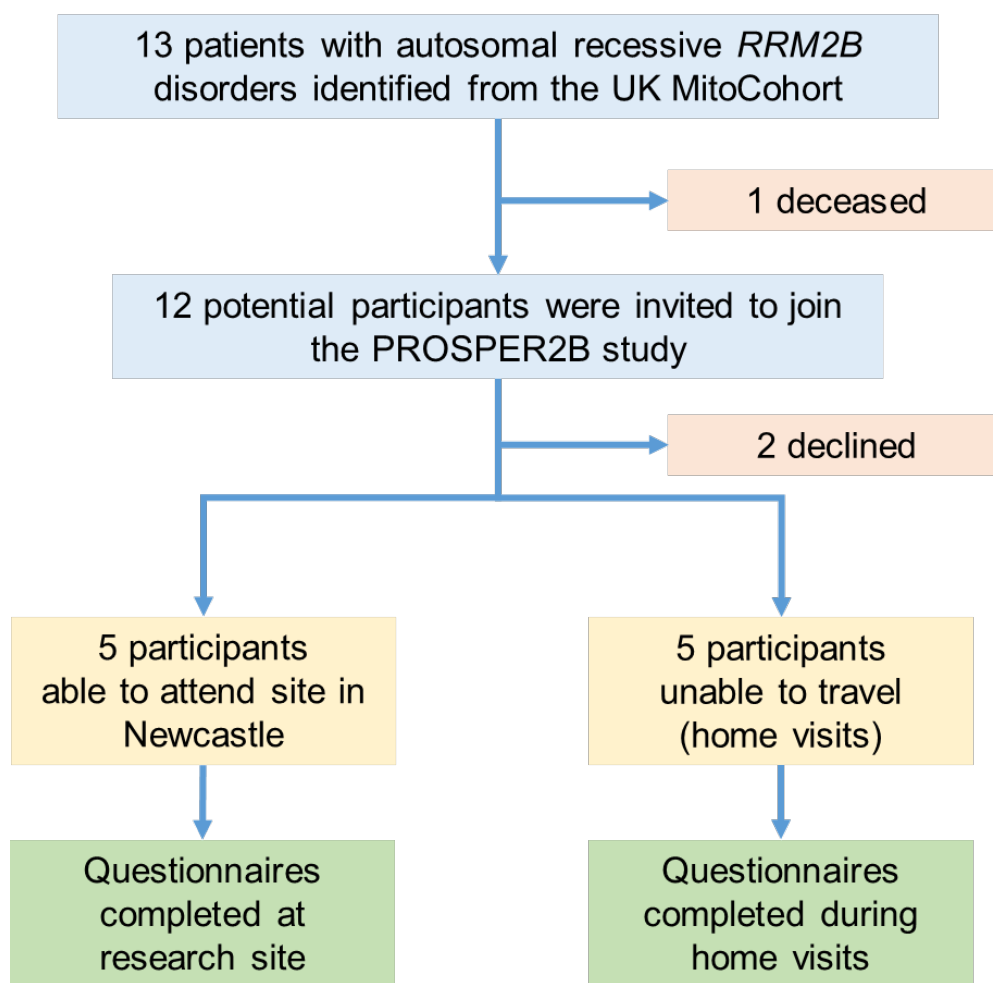 13 patients with autosomal recessive RRM2B
disorders identified from the UK MitoCohort
1 deceased
12 potential participants were invited to join
the PROSPER2B study
2 declined
5 participants
able to attend site in
Newcastle
5 participants
unable to travel
(home visits)
Questionnaires
completed at
research site
Questionnaires
completed during
home visits